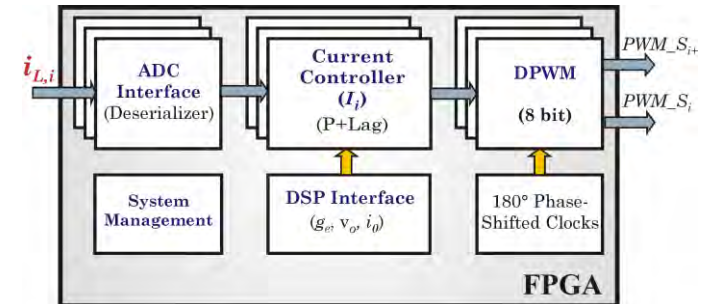 i_{L,i}
ADC
Interface
(Deserializer)
Current
Controller
(I_i)
(P+Lag)
DPWM
(8 bit)
PWM_S_{i+}
PWM_S_i
System
Management
DSP Interface
(g_e, v_o, i_0)
180° Phase-
Shifted Clocks
FPGA